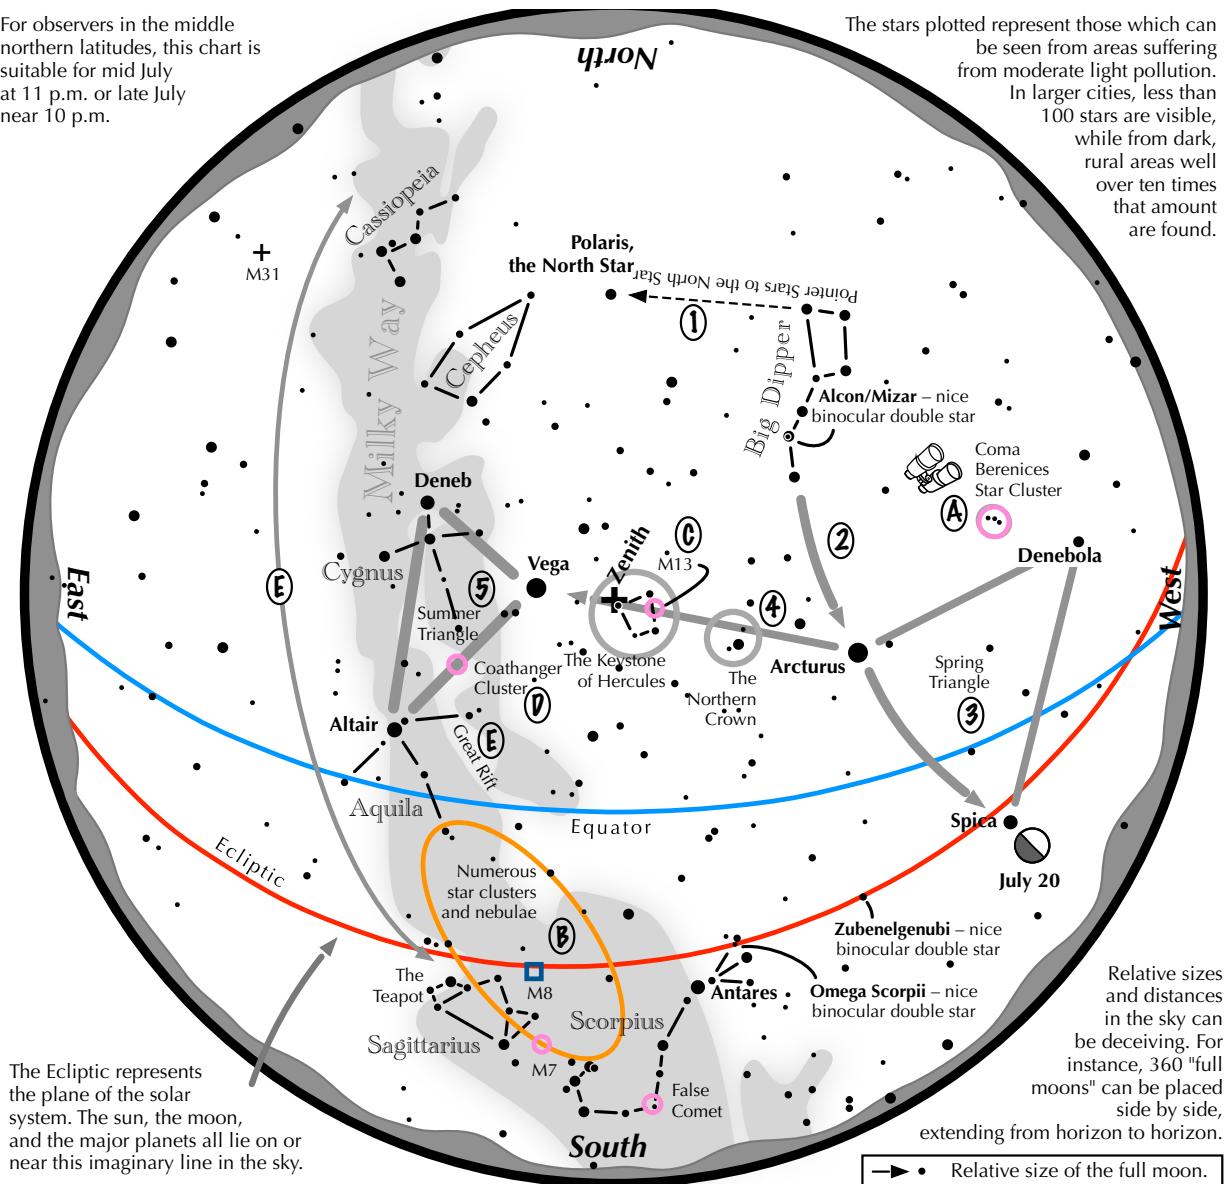 For observers in the middle
northern latitudes, this chart is
suitable for mid July
at 11 p.m. or late July
near 10 p.m.
The stars plotted represent those which can
be seen from areas suffering
from moderate light pollution.
In larger cities, less than
100 stars are visible,
while from dark,
rural areas well
over ten times
that amount
are found.
North
Cassiopeia
M31
Polaris,
the North Star
Pointer Stars to the North Star
1
Milky Way
Cepheus
Big Dipper
Alcon/Mizar – nice
binocular double star
Coma
Berenices
Star Cluster
A
Deneb
2
Denebola
Zenith
C
M13
Vega
Cygnus
5
E
East
West
4
Summer
Triangle
Coathanger
Cluster
D
The Keystone
of Hercules
The
Northern
Crown
Arcturus
Spring
Triangle
3
Altair
E
Great Rift
Aquila
Equator
Spica
July 20
Ecliptic
Numerous
star clusters
and nebulae
B
Zubenelgenubi – nice
binocular double star
The
Teapot
M8
Antares
Omega Scorpii – nice
binocular double star
Scorpius
Sagittarius
M7
False
Comet
South
The Ecliptic represents
the plane of the solar
system. The sun, the moon,
and the major planets all lie on or
near this imaginary line in the sky.
Relative sizes
and distances
in the sky can
be deceiving. For
instance, 360 "full
moons" can be placed
side by side,
extending from horizon to horizon.
Relative size of the full moon.